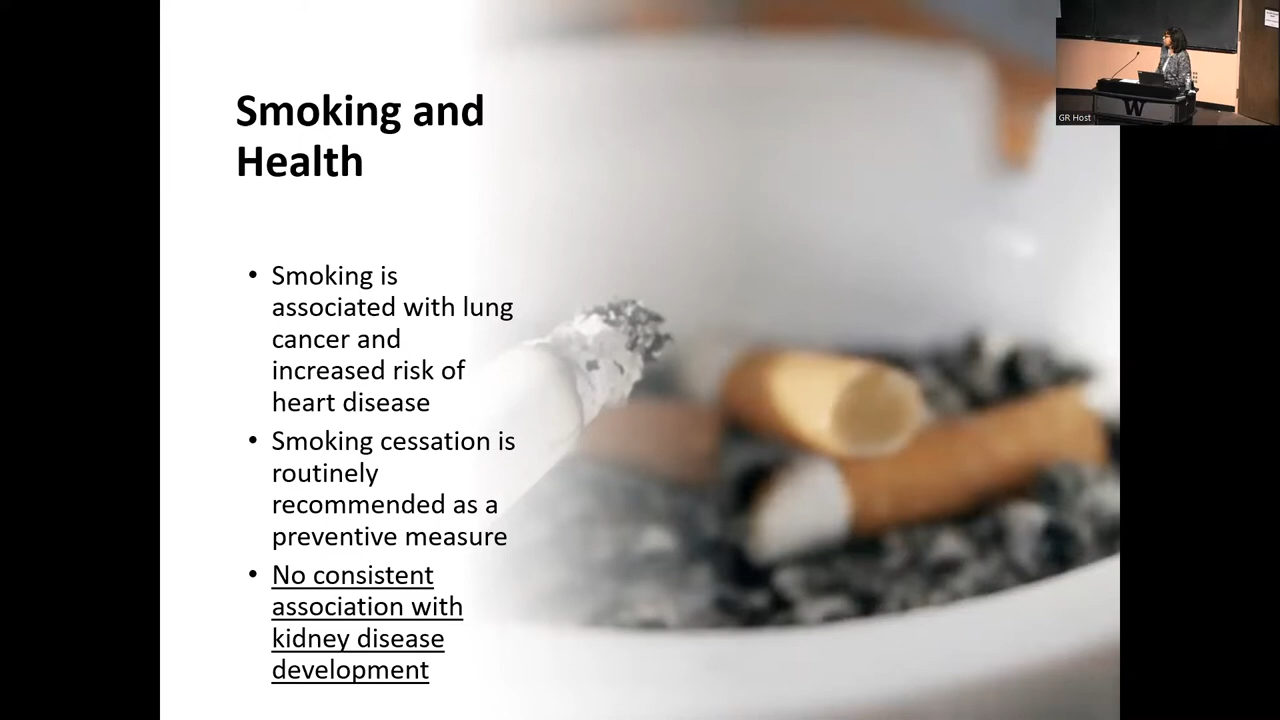 Smoking and
Health
• Smoking is
associated with lung
cancer and
increased risk of
heart disease
• Smoking cessation is
routinely
recommended as a
preventive measure
• No consistent
association with
kidney disease
development
W
GR Host